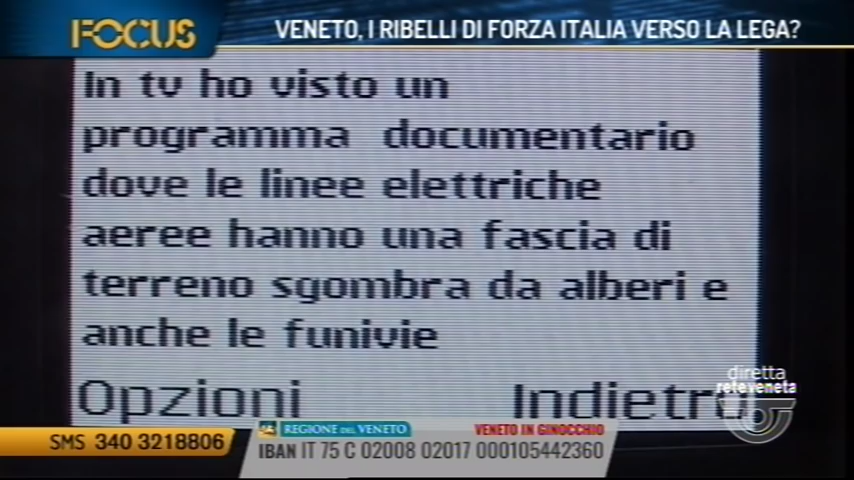 FOCUS
VENETO, I RIBELLI DI FORZA ITALIA VERSO LA LEGA?
In tv ho visto un
programma documentario
dove le linee elettriche
aeree hanno una fascia di
terreno sgombra da alberi e
anche le funivie
Opzioni Indietro
diretta
reteveneta
REGIONE DEL VENETO VENETO IN GINOCCHIO
SMS 340 3218806
IBAN IT 75 C 02008 02017 000105442360